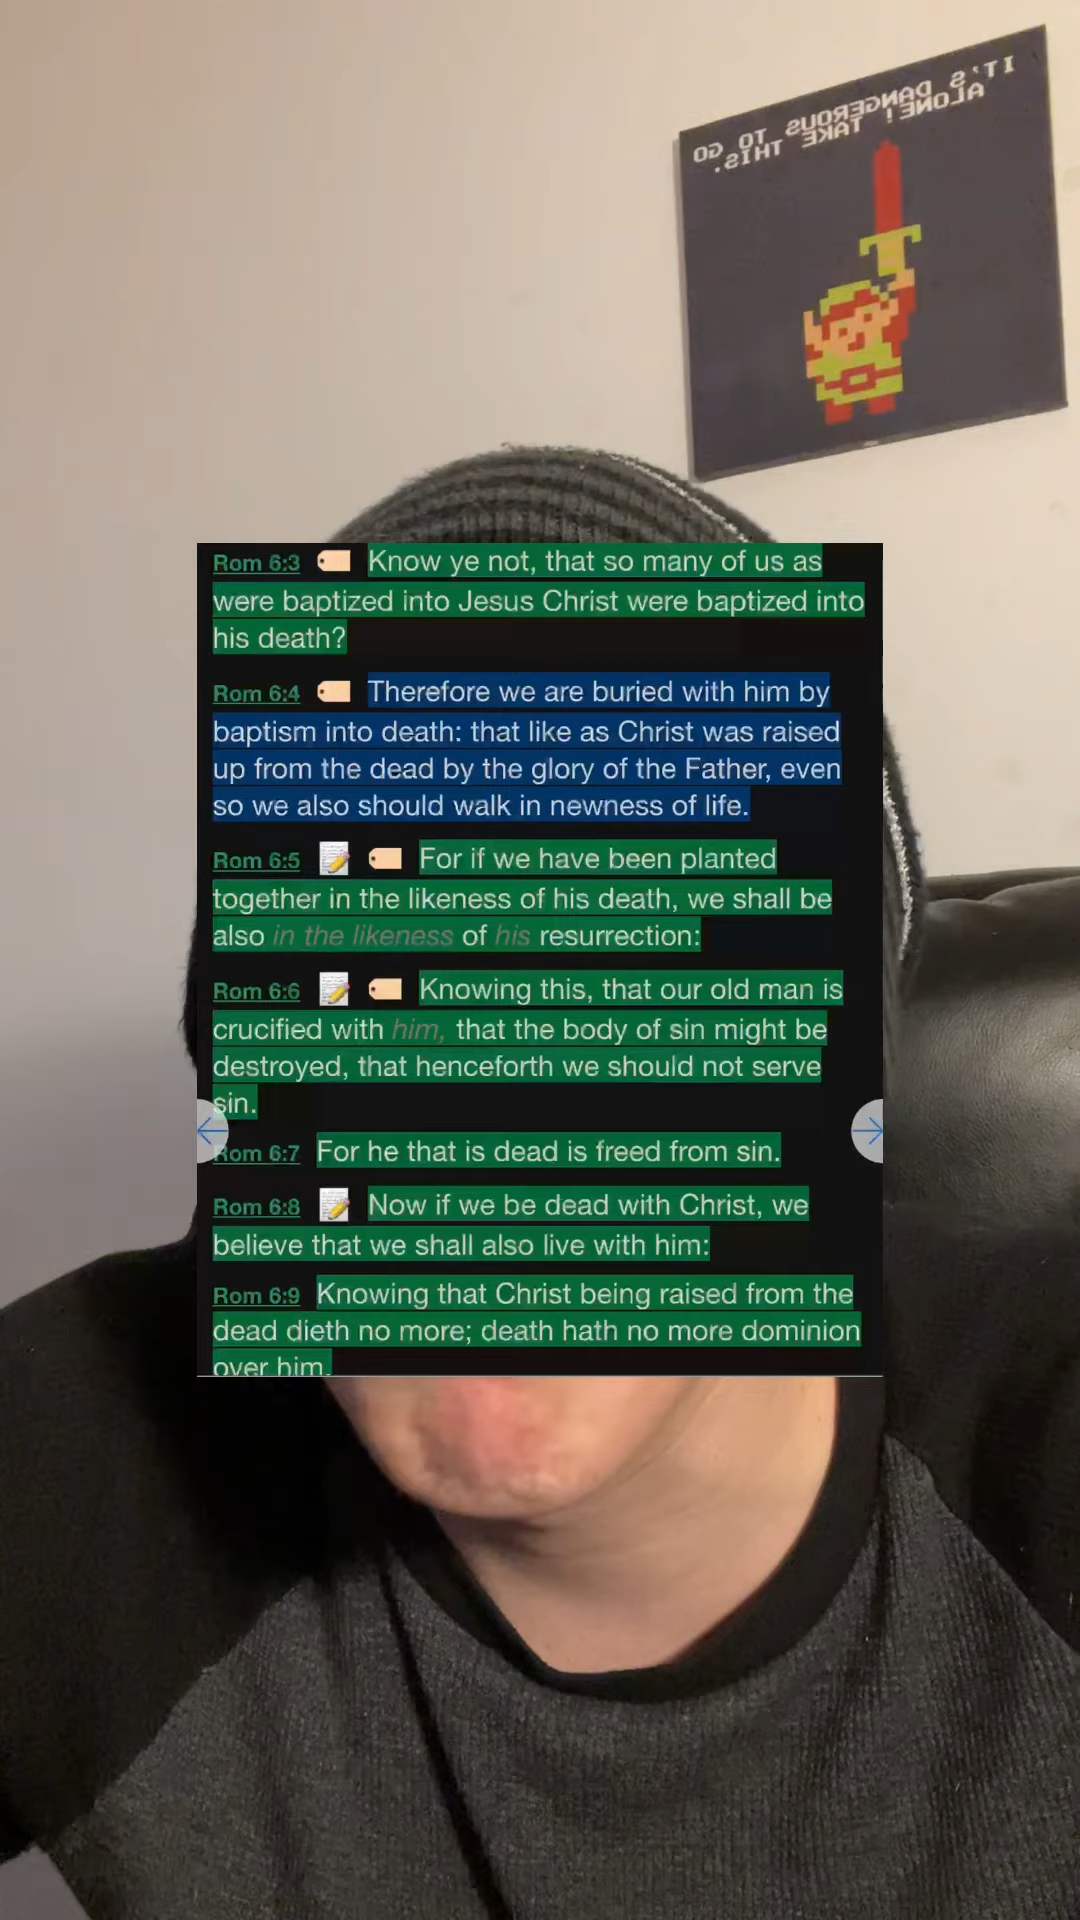 IT'S DANGEROUS TO GO
ALONE! TAKE THIS.
Rom 6:3 Know ye not, that so many of us as
were baptized into Jesus Christ were baptized into
his death?
Rom 6:4 Therefore we are buried with him by
baptism into death: that like as Christ was raised
up from the dead by the glory of the Father, even
so we also should walk in newness of life.
Rom 6:5 For if we have been planted
together in the likeness of his death, we shall be
also in the likeness of his resurrection:
Rom 6:6 Knowing this, that our old man is
crucified with him, that the body of sin might be
destroyed, that henceforth we should not serve
sin.
Rom 6:7 For he that is dead is freed from sin.
Rom 6:8 Now if we be dead with Christ, we
believe that we shall also live with him:
Rom 6:9 Knowing that Christ being raised from the
dead dieth no more; death hath no more dominion
over him.